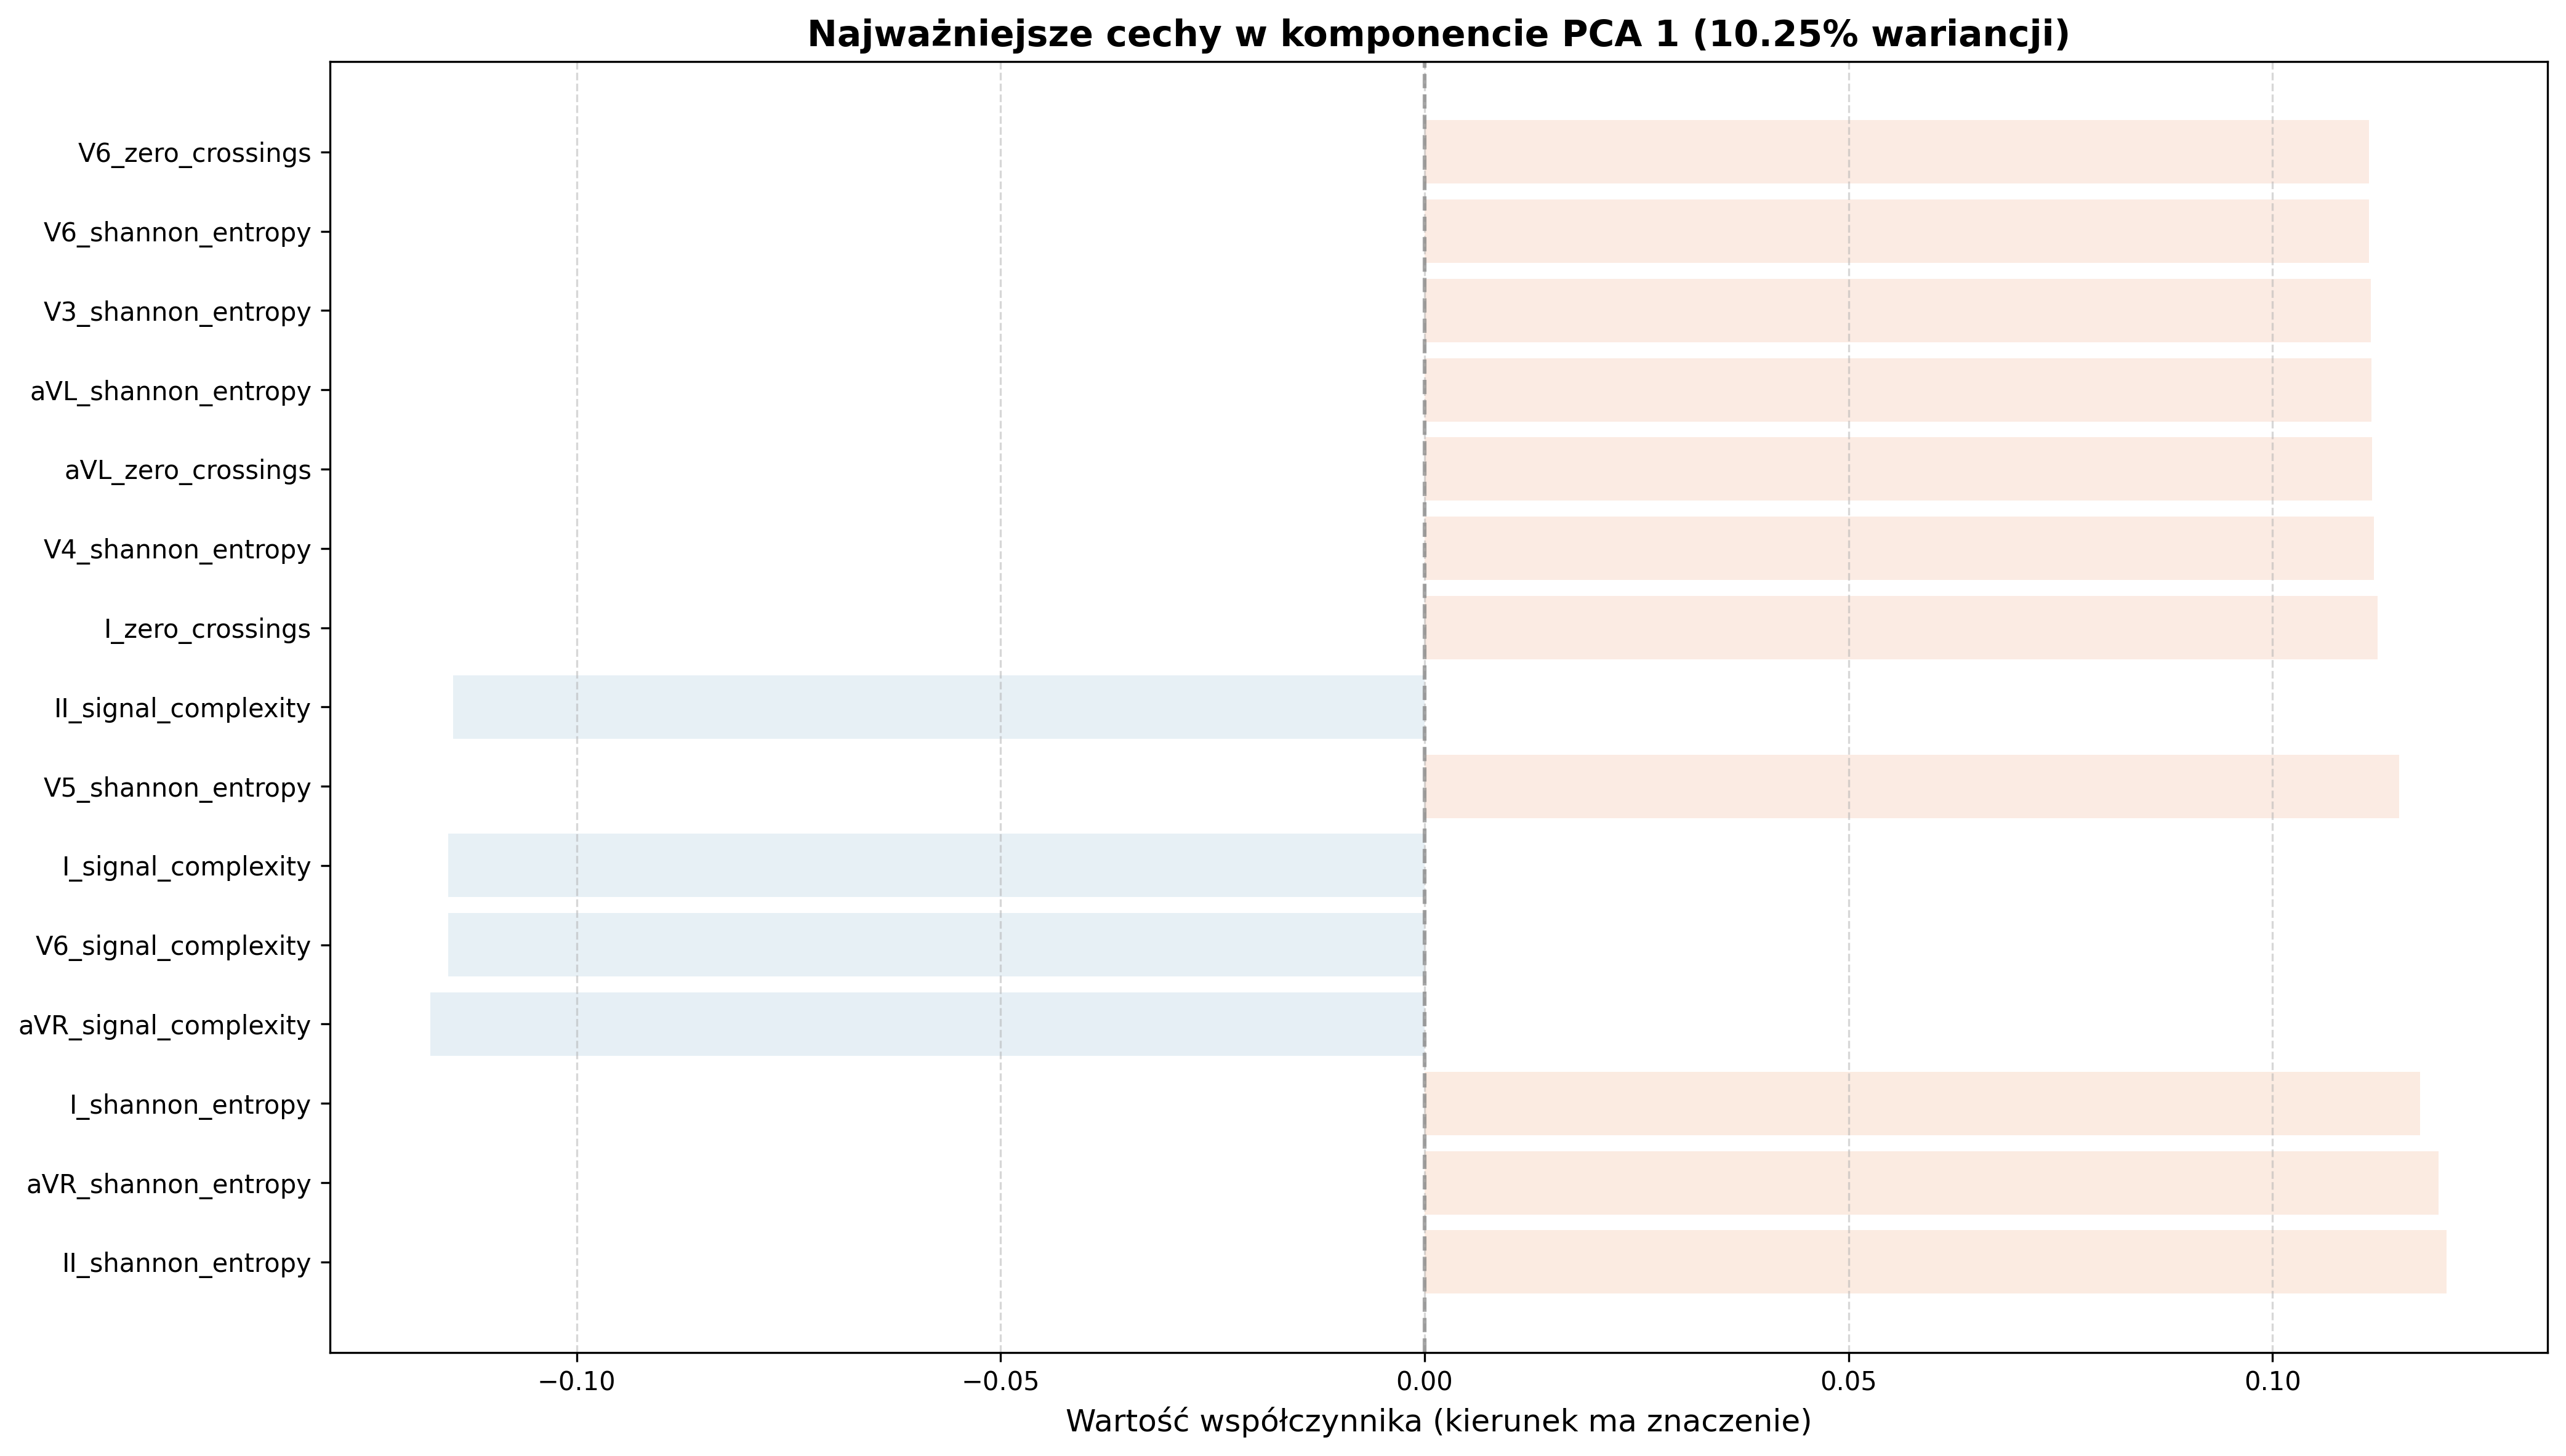 Najważniejsze cechy w komponencie PCA 1 (10.25% wariancji)
V6_zero_crossings
V6_shannon_entropy
V3_shannon_entropy
aVL_shannon_entropy
aVL_zero_crossings
V4_shannon_entropy
I_zero_crossings
II_signal_complexity
V5_shannon_entropy
I_signal_complexity
V6_signal_complexity
aVR_signal_complexity
I_shannon_entropy
aVR_shannon_entropy
II_shannon_entropy
−0.10 −0.05 0.00 0.05 0.10
Wartość współczynnika (kierunek ma znaczenie)